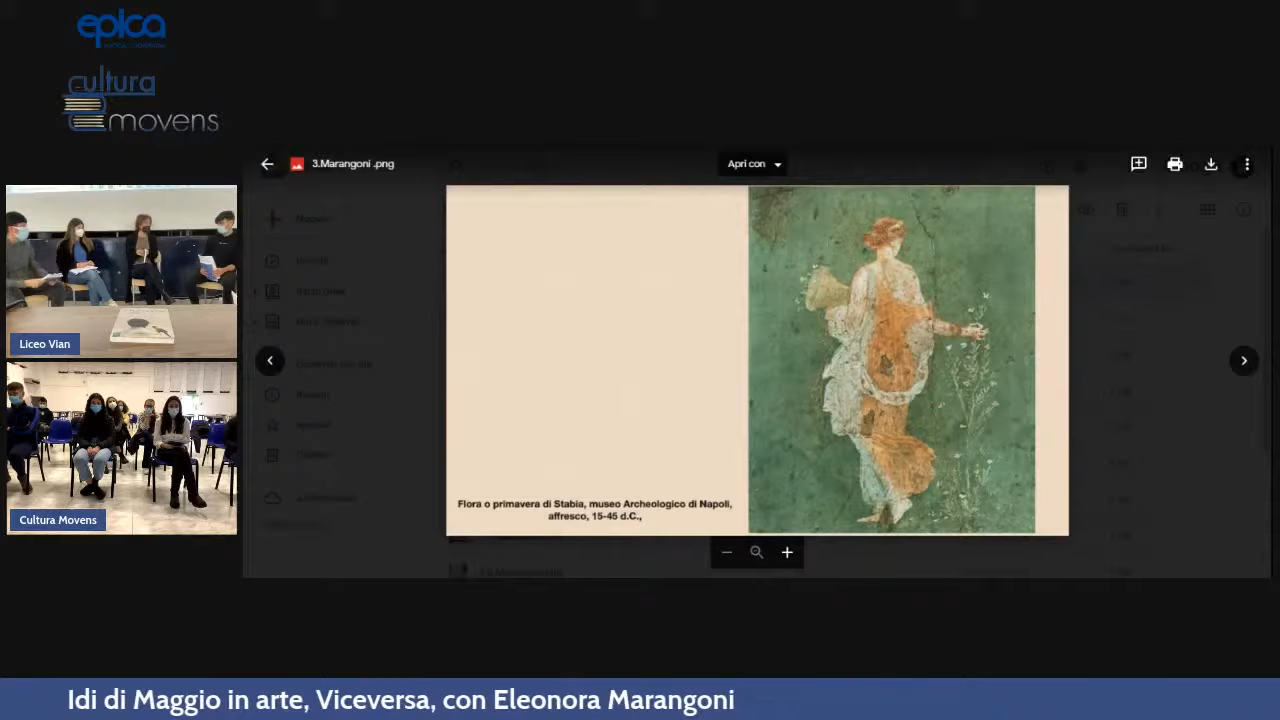 epica
cultura
movens
3.Marangoni .png
Apri con
Liceo Vian
Cultura Movens
Flora o primavera di Stabia, museo Archeologico di Napoli,
affresco, 15-45 d.C.,
Idi di Maggio in arte, Viceversa, con Eleonora Marangoni